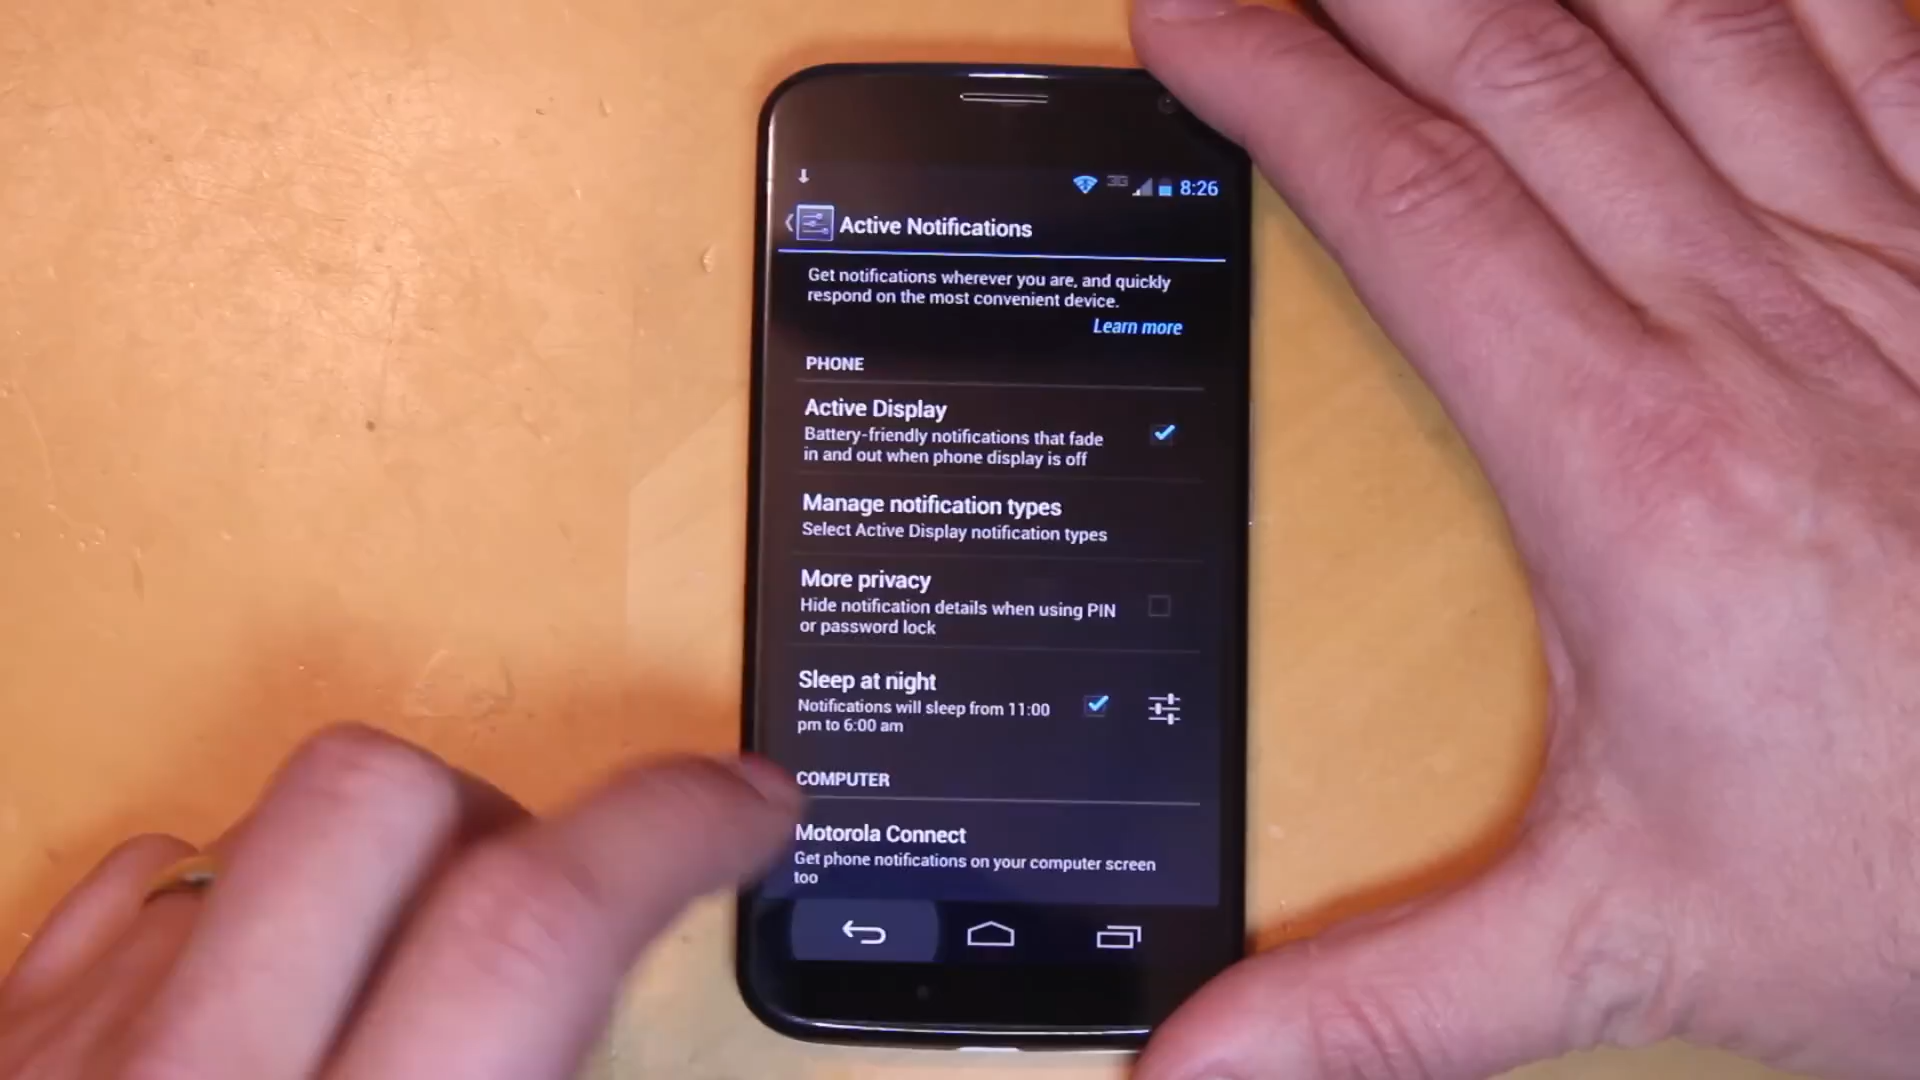 3G 8:26
Active Notifications
Get notifications wherever you are, and quickly
respond on the most convenient device.
Learn more
PHONE
Active Display
Battery-friendly notifications that fade
in and out when phone display is off
Manage notification types
Select Active Display notification types
More privacy
Hide notification details when using PIN
or password lock
Sleep at night
Notifications will sleep from 11:00
pm to 6:00 am
COMPUTER
Motorola Connect
Get phone notifications on your computer screen
too